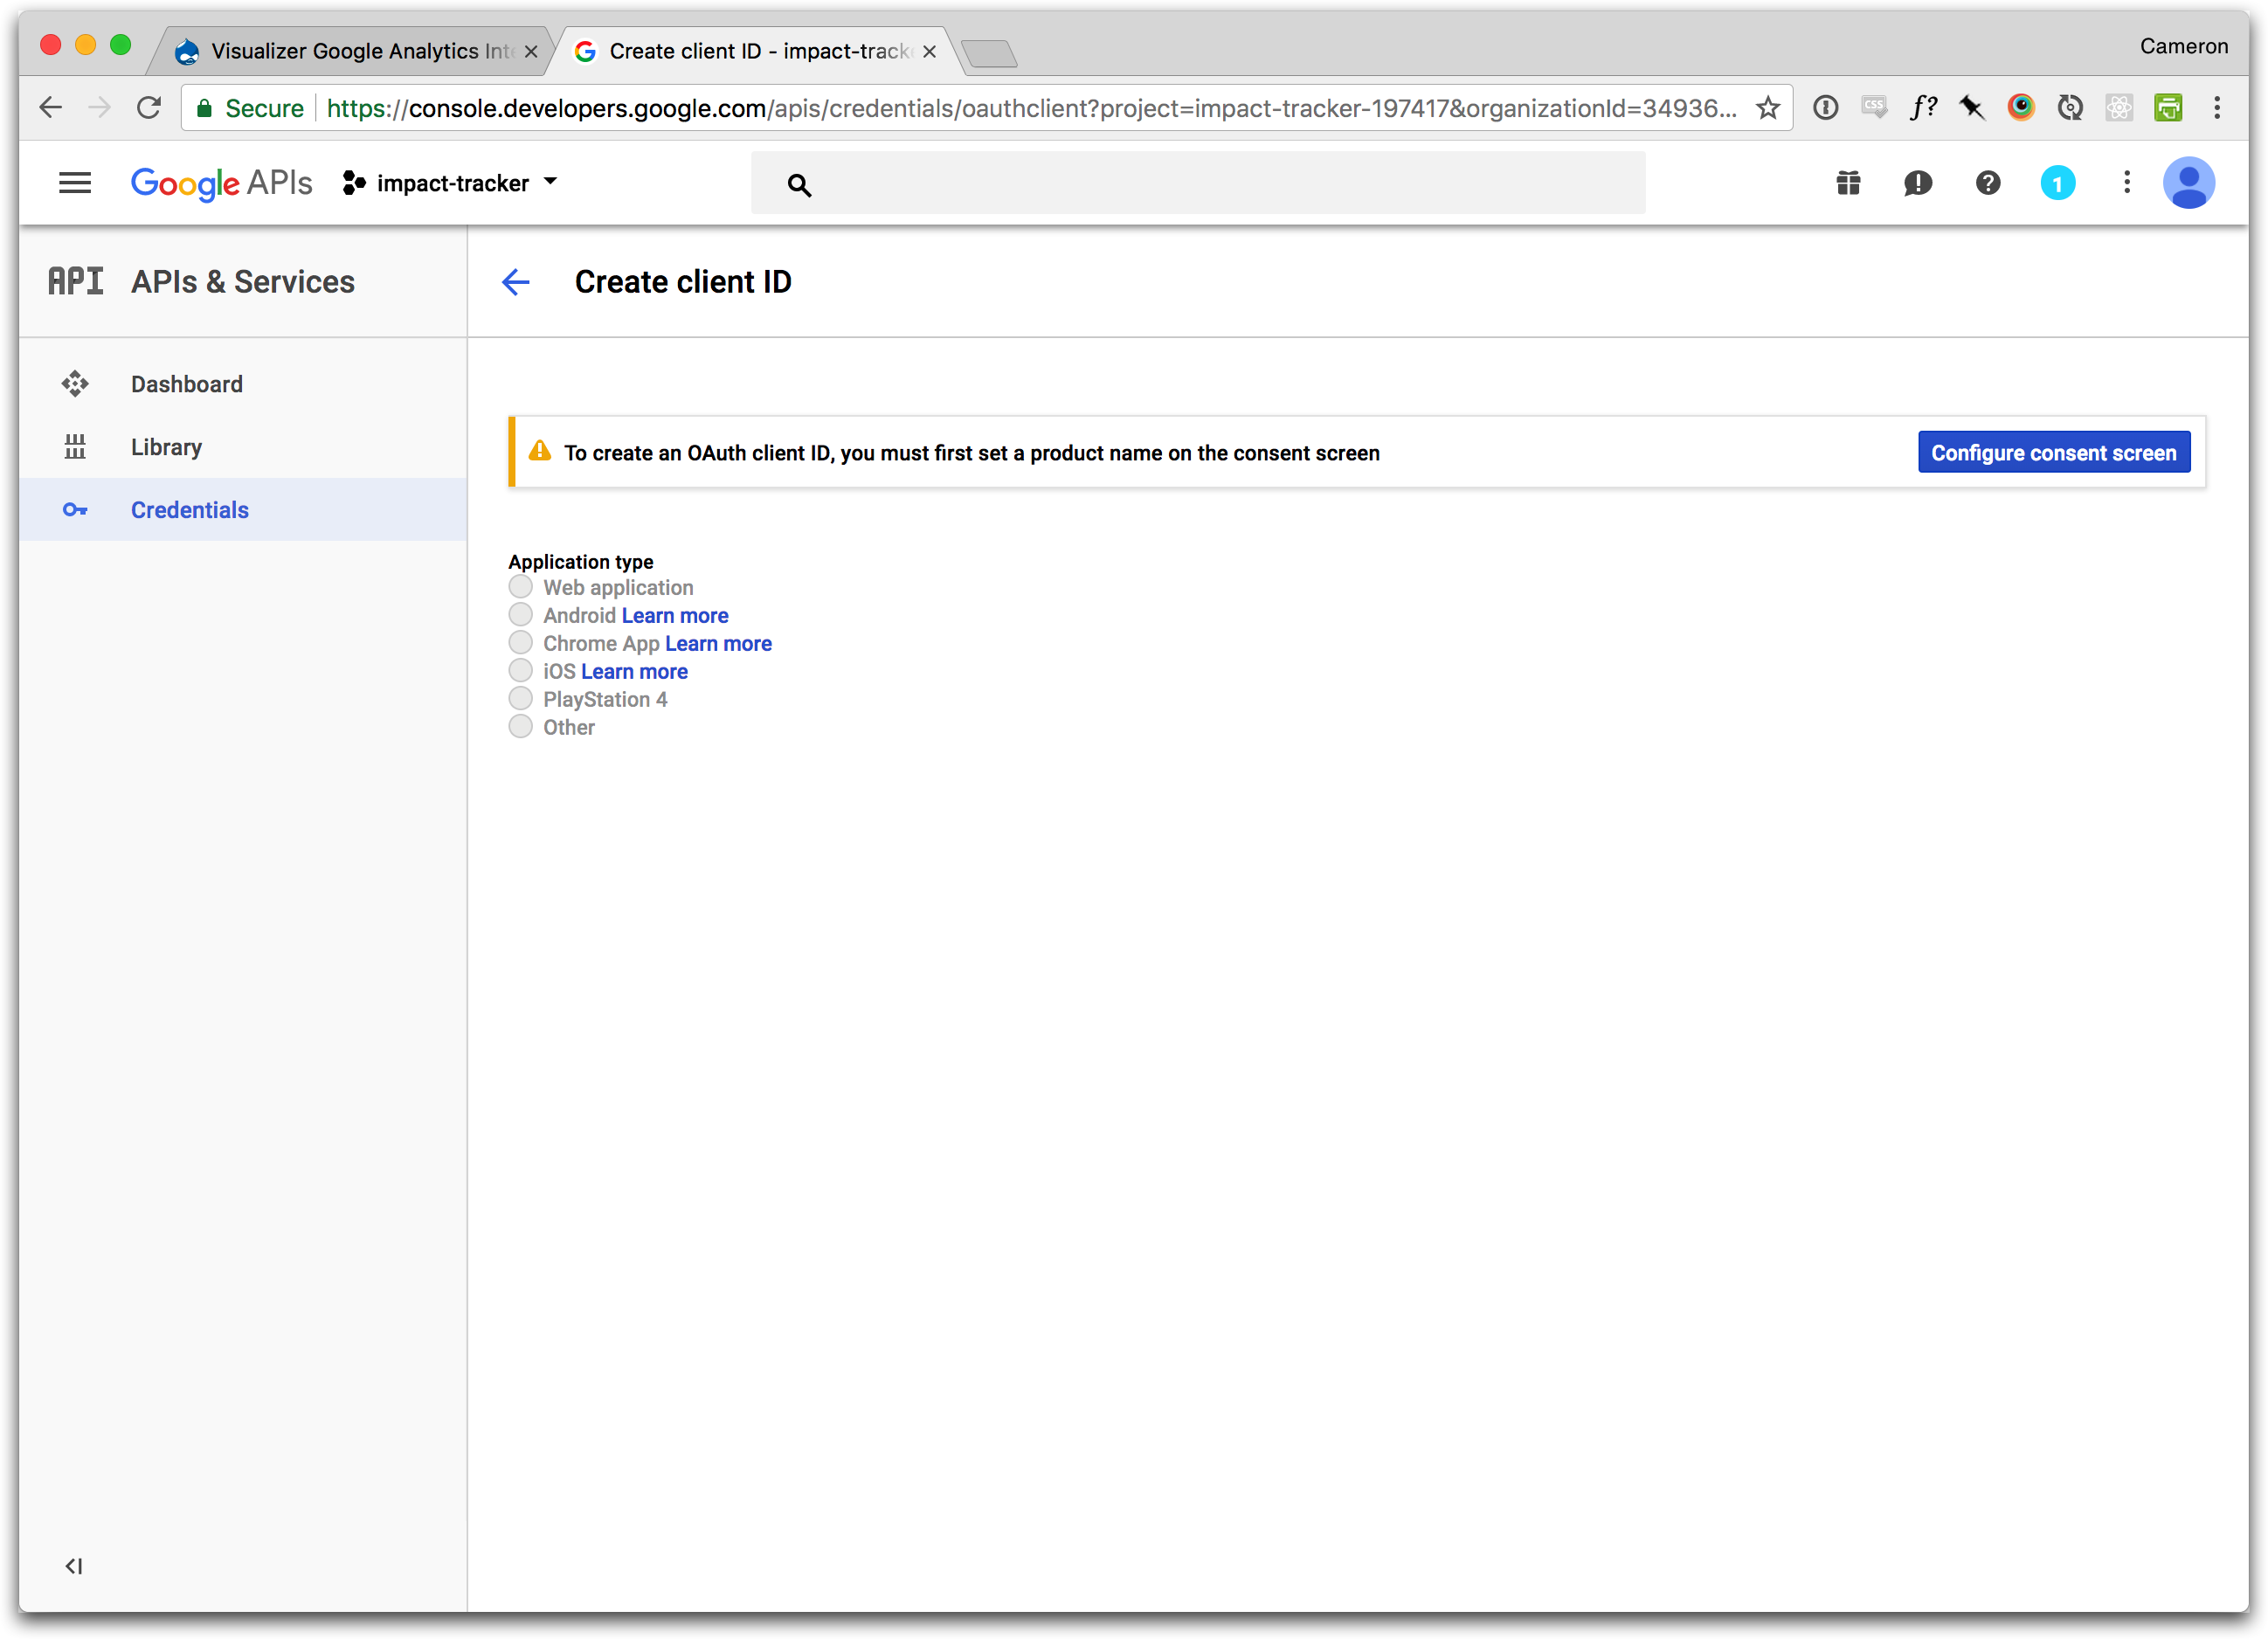 Visualizer Google Analytics Inte
Create client ID - impact-track
Cameron
Secure
https://console.developers.google.com/apis/credentials/oauthclient?project=impact-tracker-197417&organizationId=34936...
CSS
f?
Google APIs
impact-tracker
1
API
APIs & Services
Create client ID
Dashboard
Library
Credentials
To create an OAuth client ID, you must first set a product name on the consent screen
Configure consent screen
Application type
Web application
Android Learn more
Chrome App Learn more
iOS Learn more
PlayStation 4
Other